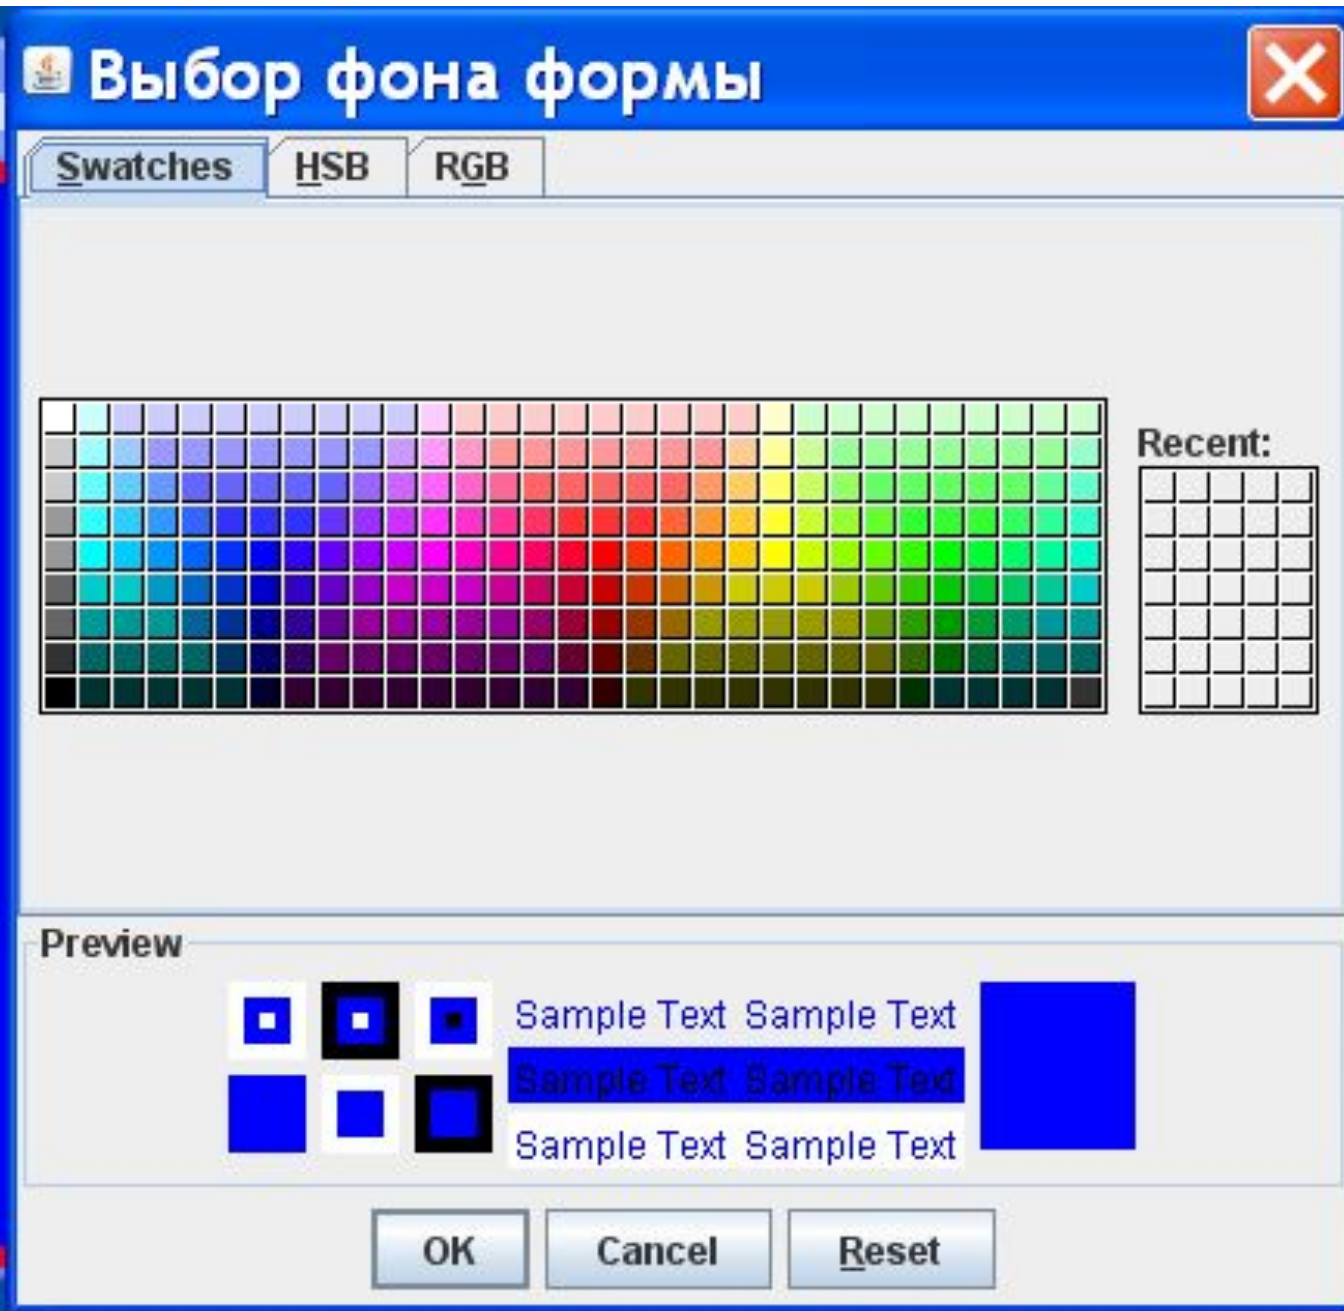 Выбор фона формы
Swatches HSB RGB
Recent:
Preview
Sample Text Sample Text
Sample Text Sample Text
Sample Text Sample Text
OK Cancel Reset